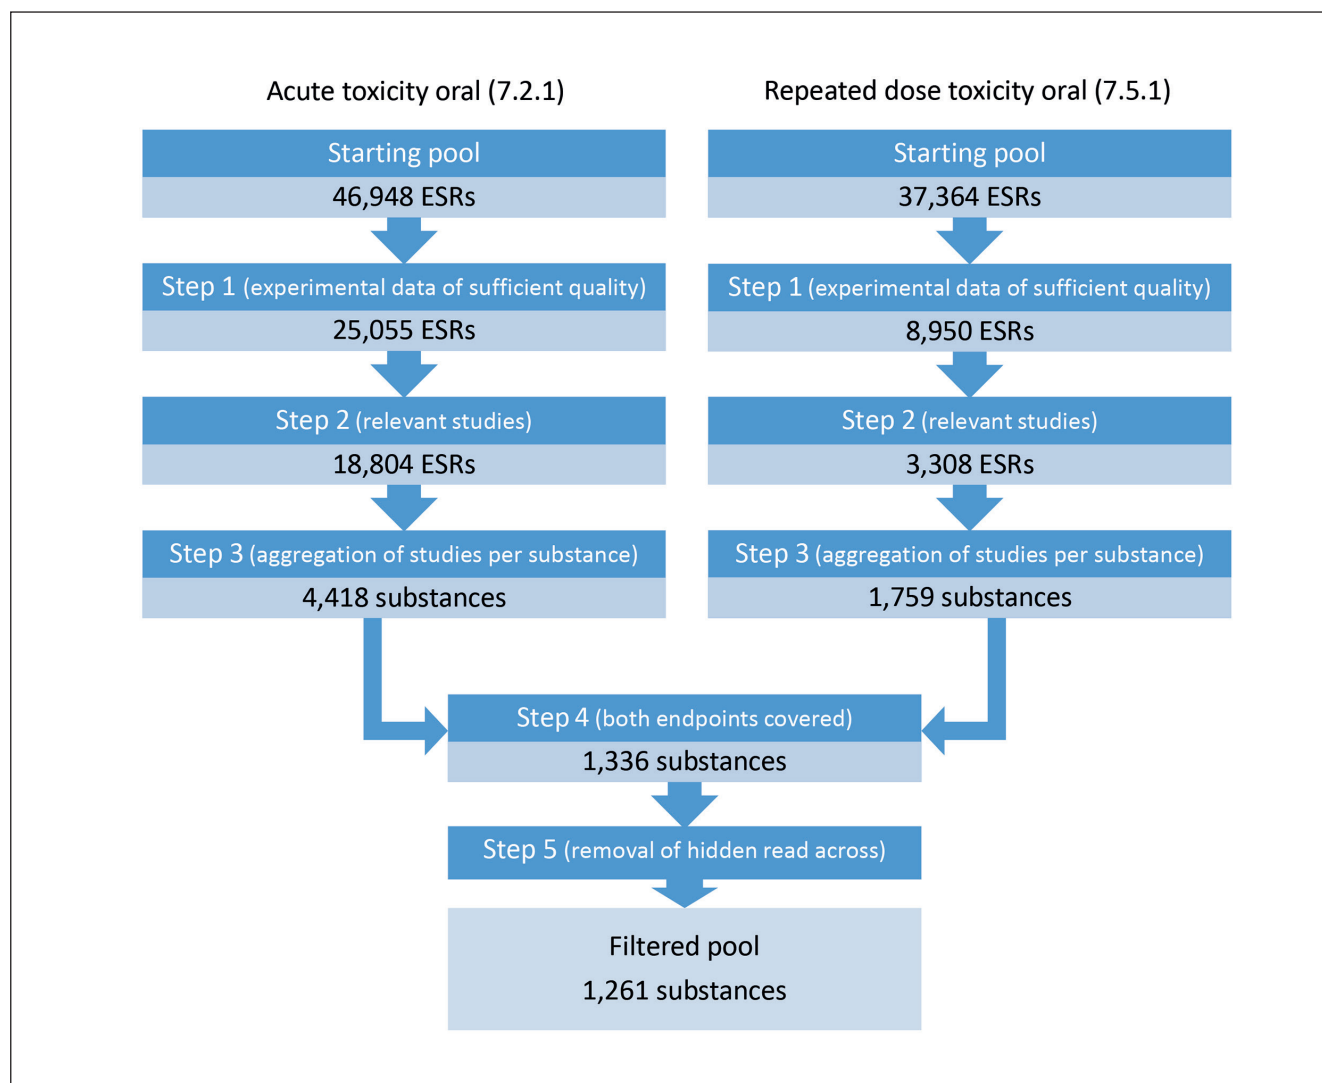 Acute toxicity oral (7.2.1)
Starting pool
46,948 ESRs
Step 1 (experimental data of sufficient quality)
25,055 ESRs
Step 2 (relevant studies)
18,804 ESRs
Step 3 (aggregation of studies per substance)
4,418 substances
Repeated dose toxicity oral (7.5.1)
Starting pool
37,364 ESRs
Step 1 (experimental data of sufficient quality)
8,950 ESRs
Step 2 (relevant studies)
3,308 ESRs
Step 3 (aggregation of studies per substance)
1,759 substances
Step 4 (both endpoints covered)
1,336 substances
Step 5 (removal of hidden read across)
Filtered pool
1,261 substances